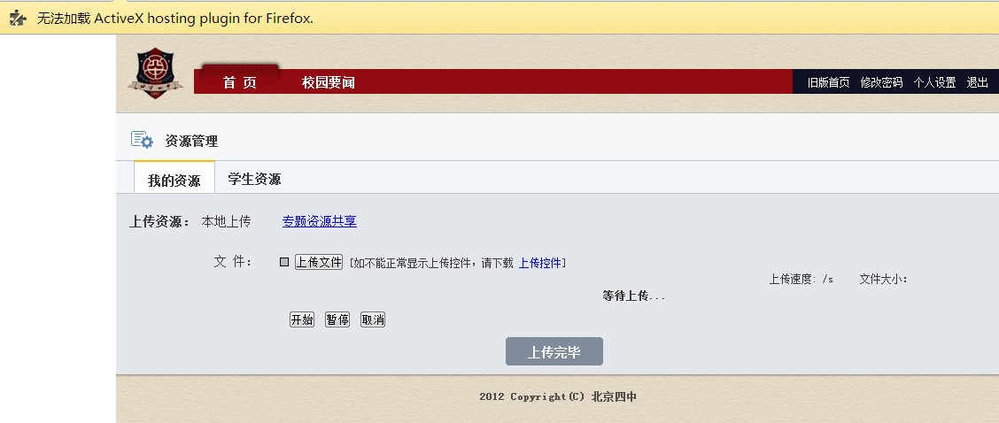 无法加载 ActiveX hosting plugin for Firefox.
首 页 校园要闻 旧版首页 修改密码 个人设置 退出
资源管理
我的资源 学生资源
上传资源： 本地上传 专题资源共享
文 件： 上传文件 [如不能正常显示上传控件，请下载 上传控件]
上传速度: /s 文件大小:
等待上传...
开始 暂停 取消
上传完毕
2012 Copyright(C) 北京四中